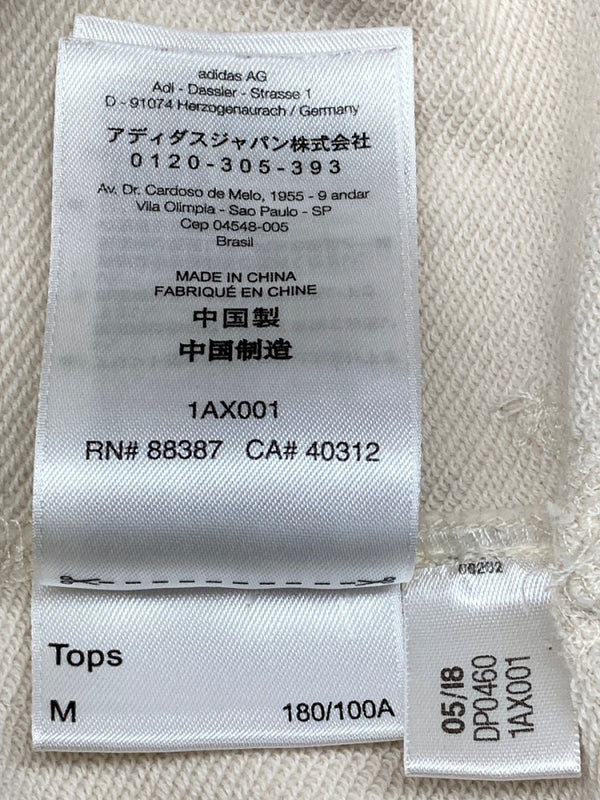 adidas AG
Adi - Dassler - Strasse 1
D - 91074 Herzogenaurach / Germany
アディダスジャパン株式会社
0120-305-393
Av. Dr. Cardoso de Melo, 1955 - 9 andar
Vila Olimpia - Sao Paulo - SP
Cep 04548-005
Brasil
MADE IN CHINA
FABRIQUÉ EN CHINE
中国製
中国制造
1AX001
RN# 88387 CA# 40312
Tops
M 180/100A
05/18
DP0460
1AX001